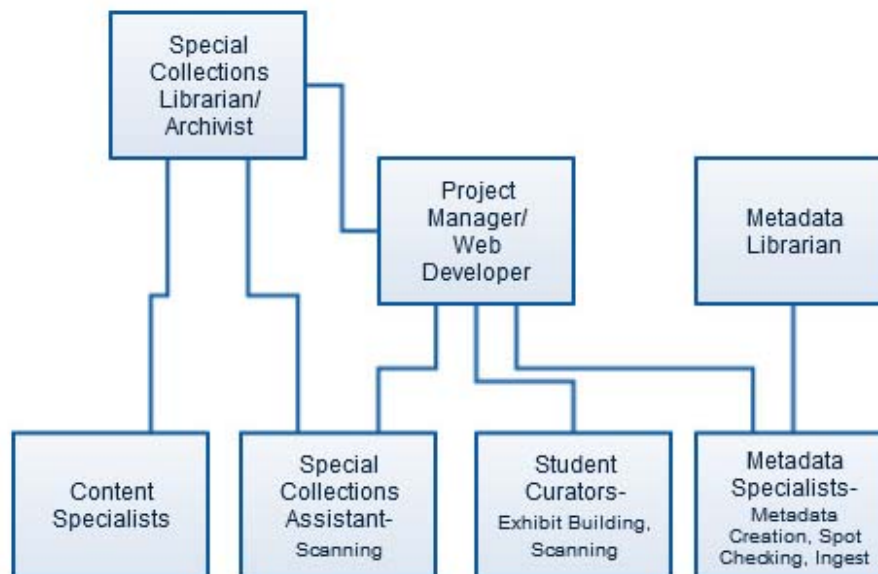 Special
Collections
Librarian/
Archivist
Project
Manager/
Web
Developer
Metadata
Librarian
Content
Specialists
Special
Collections
Assistant-
Scanning
Student
Curators-
Exhibit Building,
Scanning
Metadata
Specialists-
Metadata
Creation, Spot
Checking, Ingest